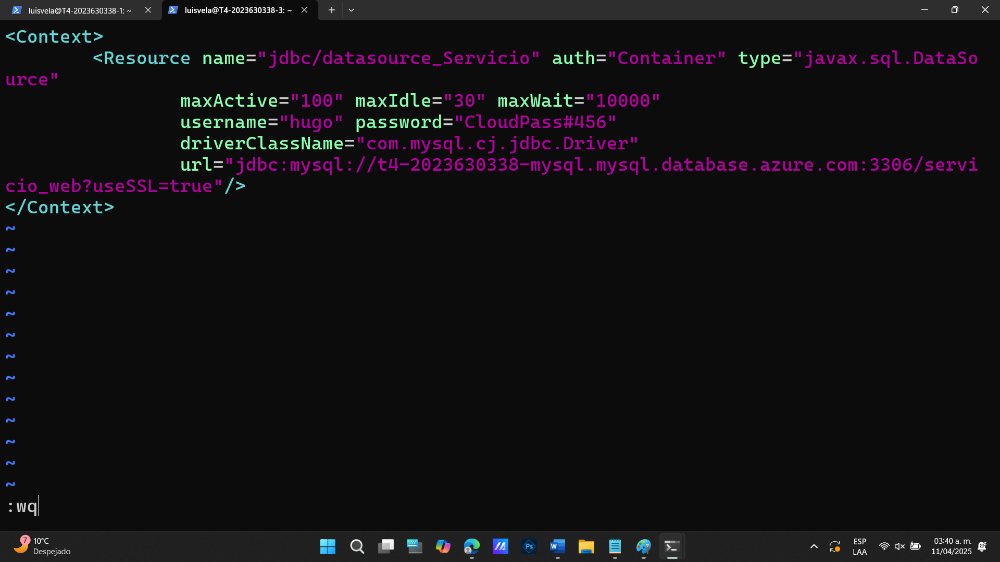 luisvela@T4-2023630338-1: ~
luisvela@T4-2023630338-3: ~
<Context>
        <Resource name="jdbc/datasource_Servicio" auth="Container" type="javax.sql.DataSo
urce"
                maxActive="100" maxIdle="30" maxWait="10000"
                username="hugo" password="CloudPass#456"
                driverClassName="com.mysql.cj.jdbc.Driver"
                url="jdbc:mysql://t4-2023630338-mysql.mysql.database.azure.com:3306/servi
cio_web?useSSL=true"/>
</Context>
~
~
~
~
~
~
~
~
~
~
~
~
~
:wq
7
10°C
Despejado
Ps
W
ESP
LAA
03:40 a. m.
11/04/2025